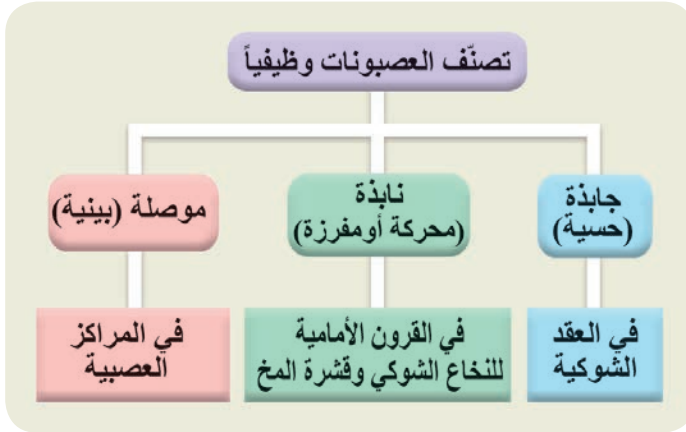 تصنّف العصبونات وظيفياً
جابذة
(حسية)
نابذة
(محركة أومفرزة)
موصلة (بينية)
في العقد
الشوكية
في القرون الأمامية
للنخاع الشوكي وقشرة المخ
في المراكز
العصبية